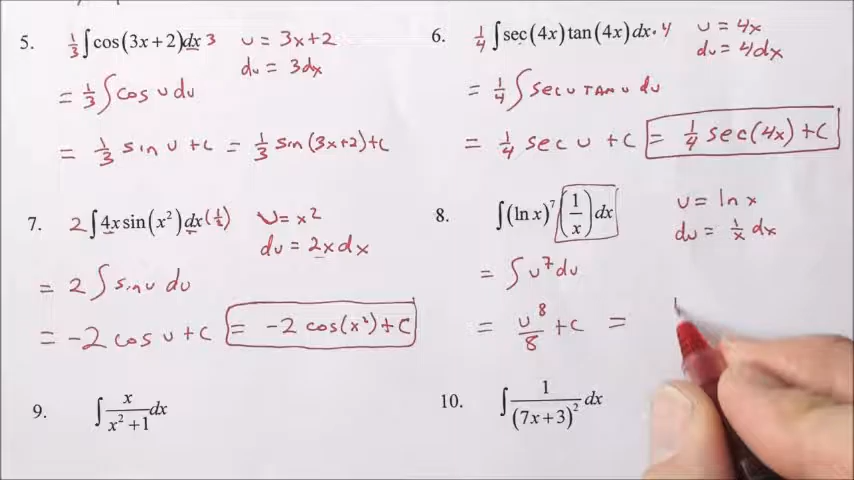 5. 1/3 ∫ cos(3x+2)dx 3 u = 3x+2
du = 3dx
= 1/3 ∫ cos u du
= 1/3 sin u + c = 1/3 sin(3x+2)+c
6. 1/4 ∫ sec(4x)tan(4x)dx · 4 u = 4x
du = 4dx
= 1/4 ∫ sec u tan u du
= 1/4 sec u + c = 1/4 sec(4x)+c
7. 2 ∫ 4x sin(x²)dx(1/2) u = x²
du = 2xdx
= 2 ∫ sin u du
= -2 cos u + c = -2 cos(x²)+c
8. ∫(ln x)⁷(1/x)dx u = ln x
du = 1/x dx
= ∫ u⁷ du
= u⁸/8 + c =
9. ∫ x/(x²+1) dx
10. ∫ 1/(7x+3)² dx